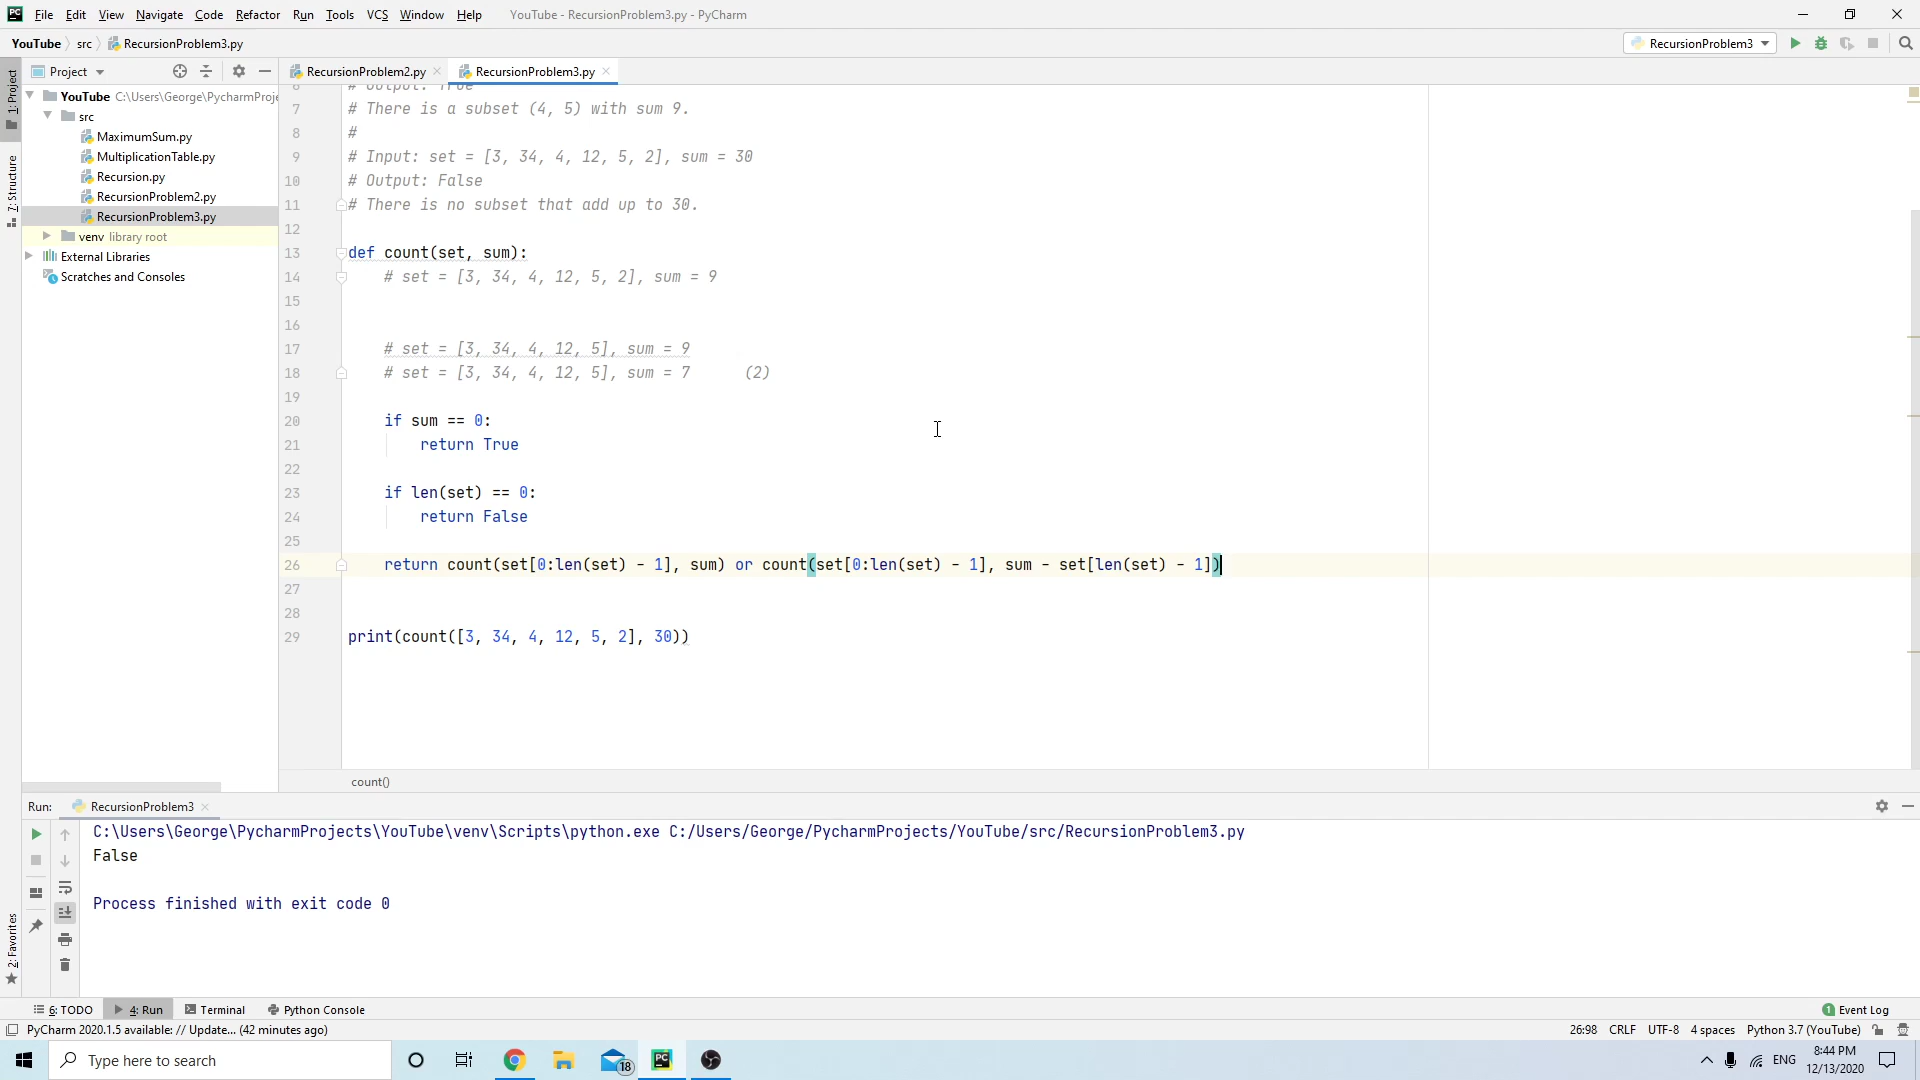 File Edit View Navigate Code Refactor Run Tools VCS Window Help YouTube - RecursionProblem3.py - PyCharm
YouTube src RecursionProblem3.py RecursionProblem3
1: Project
7: Structure
2: Favorites
Project
YouTube C:\Users\George\PycharmProje
src
MaximumSum.py
MultiplicationTable.py
Recursion.py
RecursionProblem2.py
RecursionProblem3.py
venv library root
External Libraries
Scratches and Consoles
RecursionProblem2.py RecursionProblem3.py
6 # Output: True
7 # There is a subset (4, 5) with sum 9.
8 #
9 # Input: set = [3, 34, 4, 12, 5, 2], sum = 30
10 # Output: False
11 # There is no subset that add up to 30.
12
13 def count(set, sum):
14 # set = [3, 34, 4, 12, 5, 2], sum = 9
15
16
17 # set = [3, 34, 4, 12, 5], sum = 9
18 # set = [3, 34, 4, 12, 5], sum = 7 (2)
19
20 if sum == 0:
21 return True
22
23 if len(set) == 0:
24 return False
25
26 return count(set[0:len(set) - 1], sum) or count(set[0:len(set) - 1], sum - set[len(set) - 1])
27
28
29 print(count([3, 34, 4, 12, 5, 2], 30))
count()
Run: RecursionProblem3
C:\Users\George\PycharmProjects\YouTube\venv\Scripts\python.exe C:/Users/George/PycharmProjects/YouTube/src/RecursionProblem3.py
False
Process finished with exit code 0
6: TODO 4: Run Terminal Python Console 1 Event Log
PyCharm 2020.1.5 available: // Update... (42 minutes ago) 26:98 CRLF UTF-8 4 spaces Python 3.7 (YouTube)
Type here to search 18 PC ENG 8:44 PM
12/13/2020